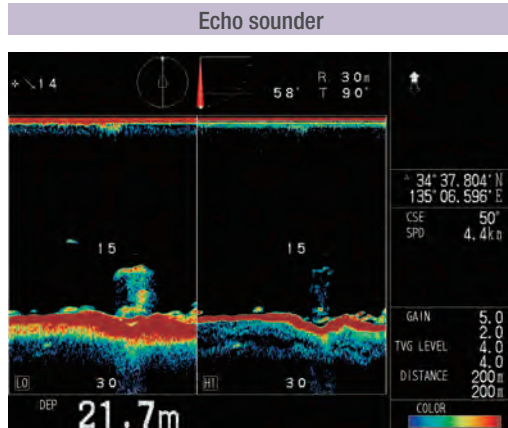 Echo sounder
14
R 30m
58° T 90°
34°37.804'N
135°06.596'E
CSE 50°
SPD 4.4kn
15 15
GAIN 5.0
2.0
TVG LEVEL 4.0
4.0
DISTANCE 200m
200m
LO 30 HI 30
DEP 21.7m
COLOR